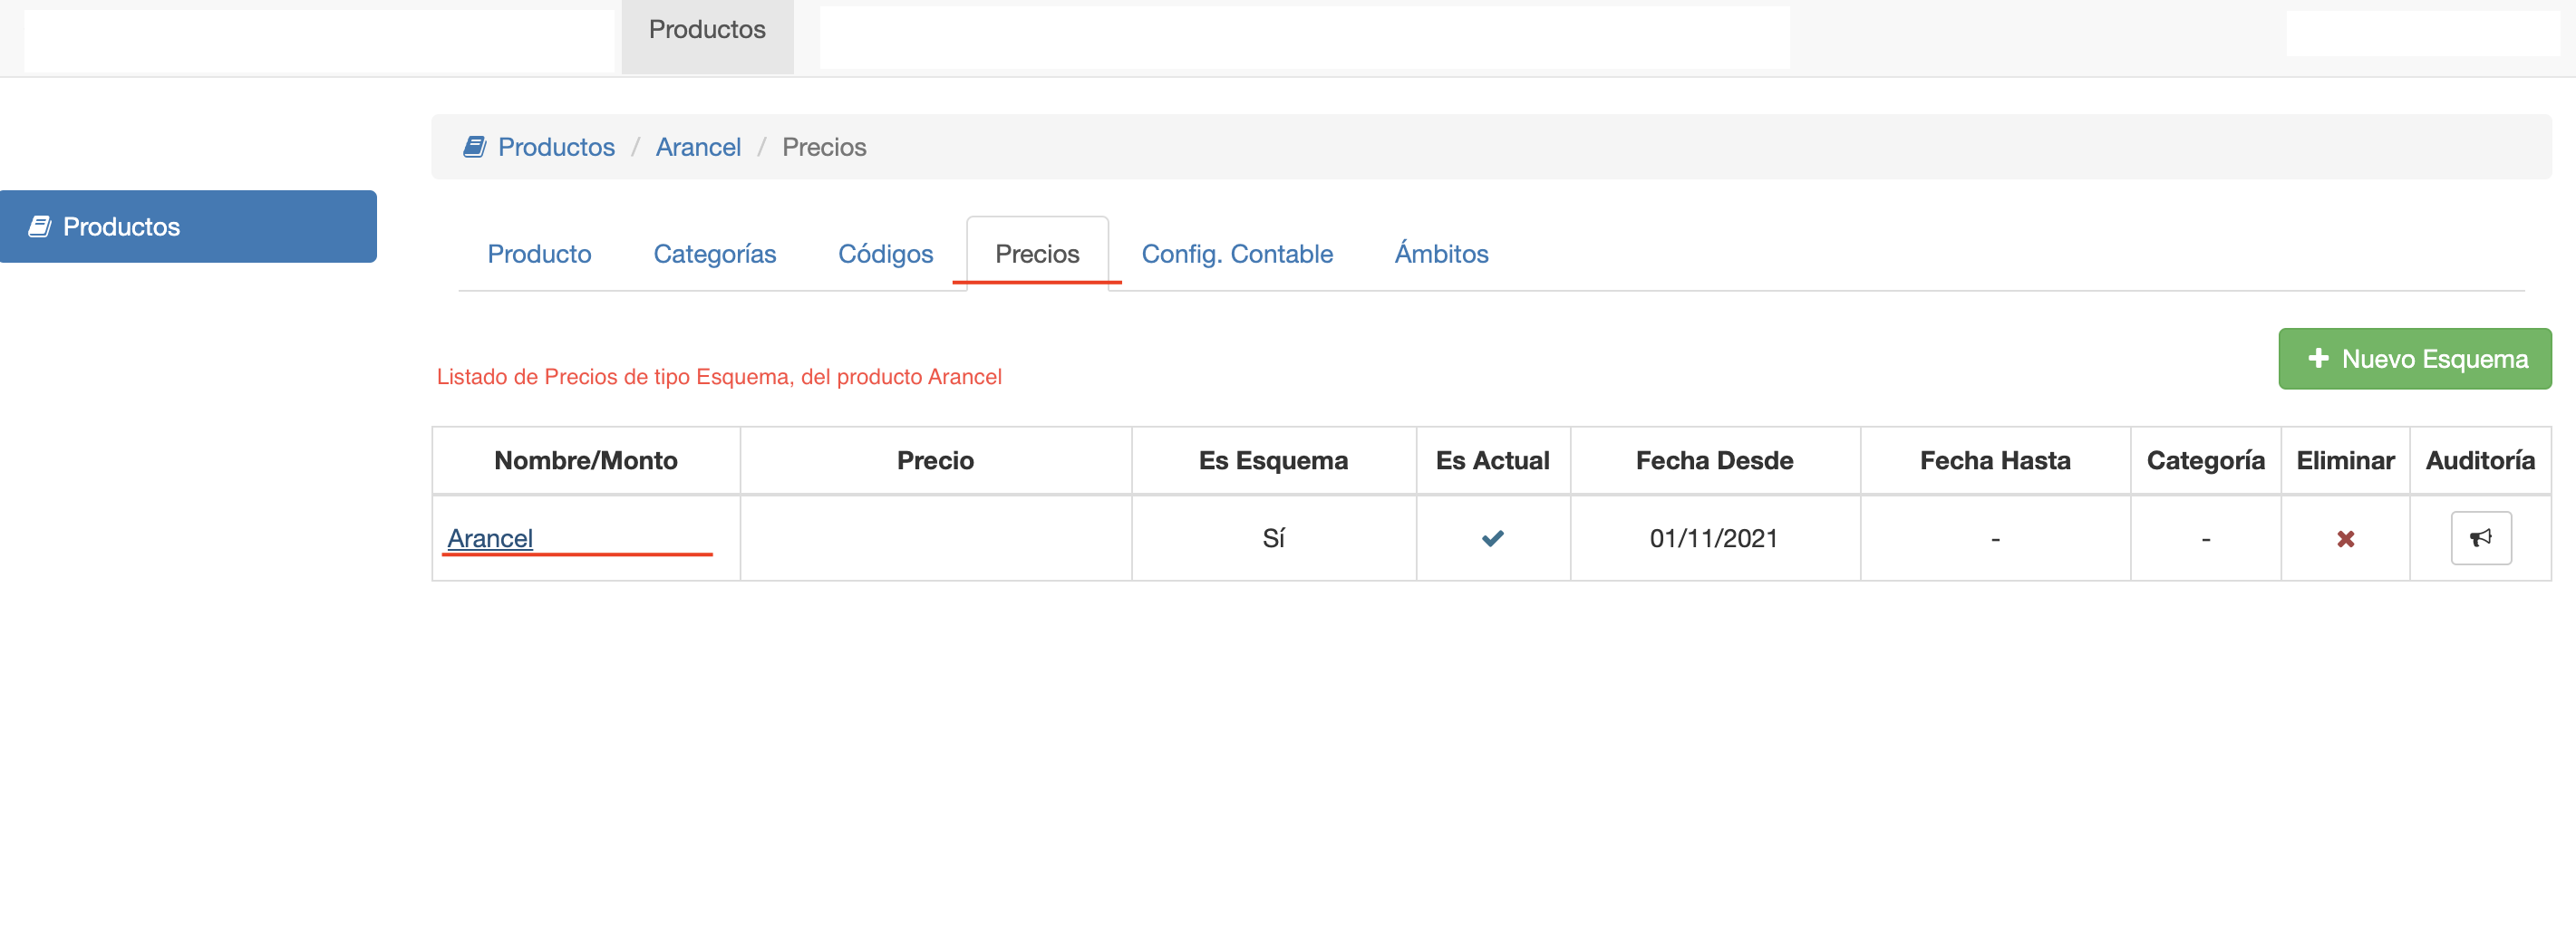 Productos
Productos / Arancel / Precios
Productos
Producto Categorías Códigos Precios Config. Contable Ámbitos
Nuevo Esquema
Listado de Precios de tipo Esquema, del producto Arancel
Nombre/Monto Precio Es Esquema Es Actual Fecha Desde Fecha Hasta Categoría Eliminar Auditoría
Arancel Sí 01/11/2021 - -